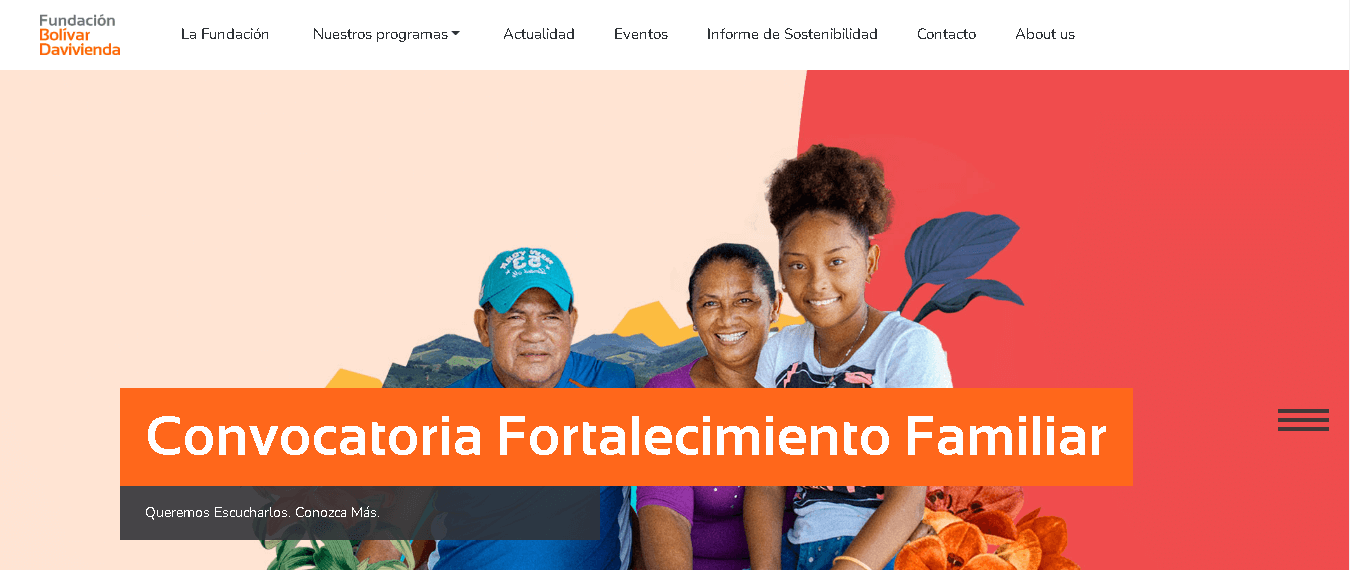 Fundación
Bolívar
Davivienda
La Fundación
Nuestros programas
Actualidad
Eventos
Informe de Sostenibilidad
Contacto
About us
Convocatoria Fortalecimiento Familiar
Queremos Escucharlos. Conozca Más.